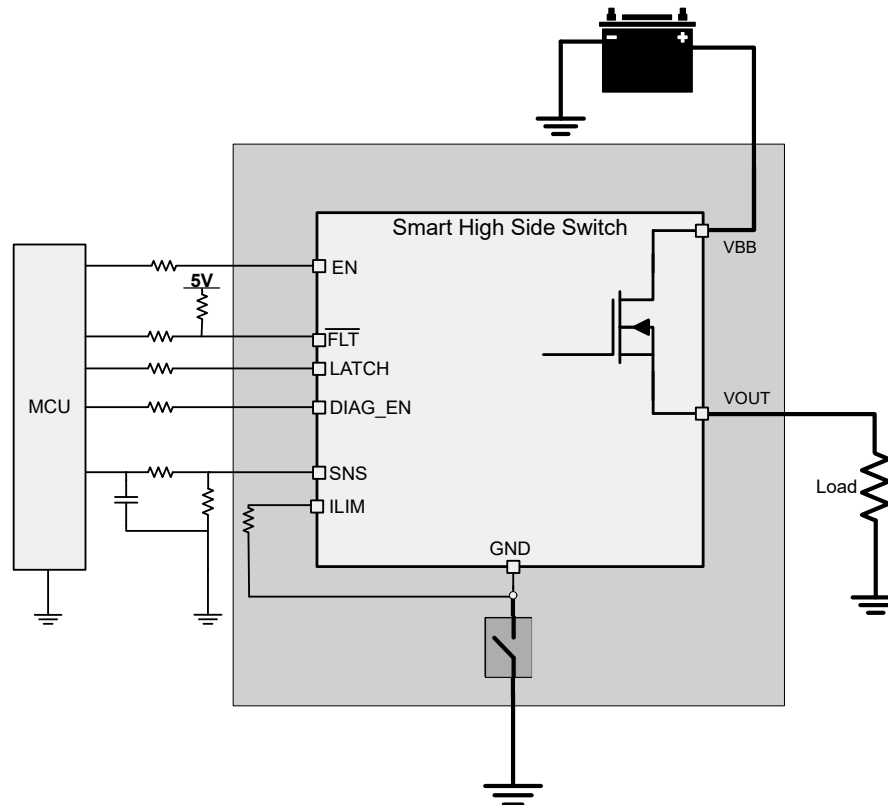 − +
Smart High Side Switch
VBB
EN
5V
FLT
LATCH
MCU
DIAG_EN
VOUT
SNS
Load
ILIM
GND